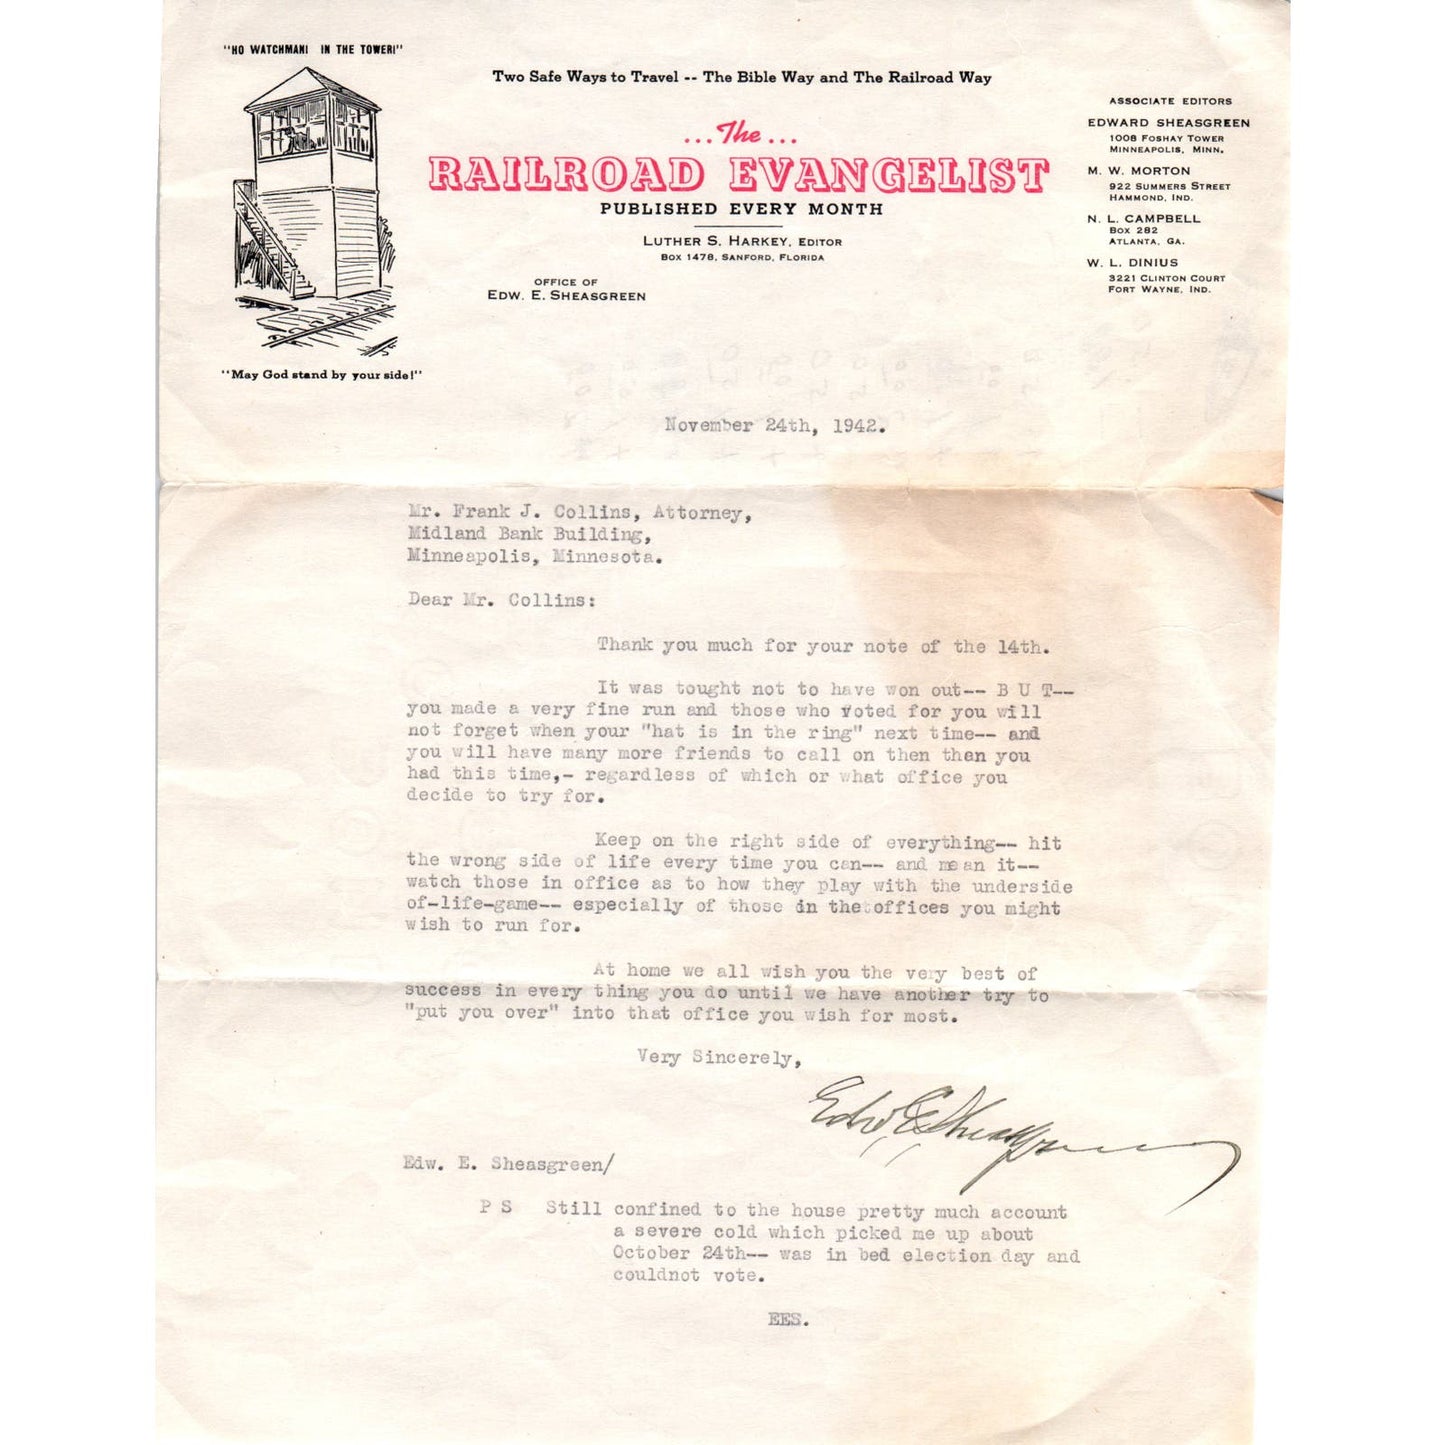 "HO WATCHMAN! IN THE TOWER!"
"May God stand by your side!"
Two Safe Ways to Travel -- The Bible Way and The Railroad Way
...The...
RAILROAD EVANGELIST
PUBLISHED EVERY MONTH
LUTHER S. HARKEY, EDITOR
BOX 1478, SANFORD, FLORIDA
OFFICE OF
EDW. E. SHEASGREEN
ASSOCIATE EDITORS
EDWARD SHEASGREEN
1008 FOSHAY TOWER
MINNEAPOLIS, MINN.
M. W. MORTON
922 SUMMERS STREET
HAMMOND, IND.
N. L. CAMPBELL
BOX 282
ATLANTA, GA.
W. L. DINIUS
3221 CLINTON COURT
FORT WAYNE, IND.
November 24th, 1942.
Mr. Frank J. Collins, Attorney,
Midland Bank Building,
Minneapolis, Minnesota.
Dear Mr. Collins:
Thank you much for your note of the 14th.
It was tought not to have won out-- B U T--
you made a very fine run and those who voted for you will
not forget when your "hat is in the ring" next time-- and
you will have many more friends to call on then then you
had this time,- regardless of which or what office you
decide to try for.
Keep on the right side of everything-- hit
the wrong side of life every time you can-- and mean it--
watch those in office as to how they play with the underside
of-life-game-- especially of those in the offices you might
wish to run for.
At home we all wish you the very best of
success in every thing you do until we have another try to
"put you over" into that office you wish for most.
Very Sincerely,
Edw. E. Sheasgreen
Edw. E. Sheasgreen/
P S Still confined to the house pretty much account
a severe cold which picked me up about
October 24th-- was in bed election day and
couldnot vote.
EES.